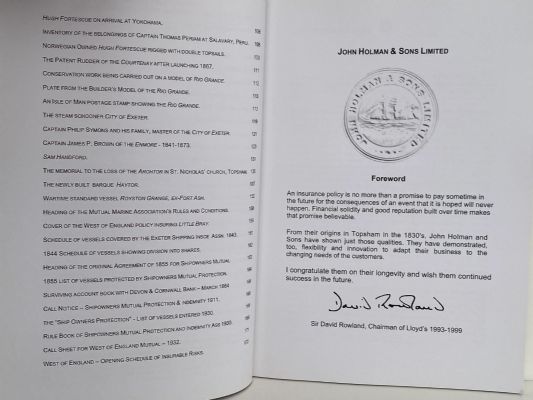 HUGH FORTESCUE ON ARRIVAL AT YOKOHAMA.
INVENTORY OF THE BELONGINGS OF CAPTAIN THOMAS PERIAM AT SALAVARY, PERU.
NORWEGIAN OWNED HUGH FORTESCUE RIGGED WITH DOUBLE TOPSAILS.
THE PATENT RUDDER OF THE COURTENAY AFTER LAUNCHING 1867.
CONSERVATION WORK BEING CARRIED OUT ON A MODEL OF RIO GRANDE.
PLATE FROM THE BUILDER'S MODEL OF THE RIO GRANDE.
AN ISLE OF MAN POSTAGE STAMP SHOWING THE RIO GRANDE.
THE STEAM SCHOONER CITY OF EXETER.
CAPTAIN PHILIP SYMONS AND HIS FAMILY, MASTER OF THE CITY OF EXETER.
CAPTAIN JAMES P. BROWN OF THE ENMORE - 1841-1873.
SAM HANDFORD.
THE MEMORIAL TO THE LOSS OF THE AVONTOR IN ST. NICHOLAS' CHURCH, TOPSHAM.
THE NEWLY BUILT BARQUE HAYTOR.
WARTIME STANDARD VESSEL ROYSTON GRANGE, EX-FORT ASH.
HEADING OF THE MUTUAL MARINE ASSOCIATION'S RULES AND CONDITIONS.
COVER OF THE WEST OF ENGLAND POLICY INSURING LITTLE BRAY.
SCHEDULE OF VESSELS COVERED BY THE EXETER SHIPPING INSCE ASSN. 1843.
1844 SCHEDULE OF VESSELS SHOWING DIVISION INTO SHARES.
HEADING OF THE ORIGINAL AGREEMENT OF 1855 FOR SHIPOWNERS MUTUAL
1855 LIST OF VESSELS PROTECTED BY SHIPOWNERS MUTUAL PROTECTION.
SURVIVING ACCOUNT BOOK WITH DEVON & CORNWALL BANK – MARCH 1864
CALL NOTICE – SHIPOWNERS MUTUAL PROTECTION & INDEMNITY 1911.
THE "SHIP OWNERS PROTECTION" - LIST OF VESSELS ENTERED 1930.
RULE BOOK OF SHIPOWNERS MUTUAL PROTECTION AND INDEMNITY ASS 1935.
CALL SHEET FOR WEST OF ENGLAND MUTUAL – 1932.
WEST OF ENGLAND – OPENING SCHEDULE OF INSURABLE RISKS.
JOHN HOLMAN & SONS LIMITED
JOHN HOLMAN & SONS LIMITED
Foreword
An insurance policy is no more than a promise to pay sometime in
the future for the consequences of an event that it is hoped will never
happen. Financial solidity and good reputation built over time makes
that promise believable.
From their origins in Topsham in the 1830's, John Holman and
Sons have shown just those qualities. They have demonstrated,
too, flexibility and innovation to adapt their business to the
changing needs of the customers.
I congratulate them on their longevity and wish them continued
success in the future.
David Rowland
Sir David Rowland, Chairman of Lloyd's 1993-1999